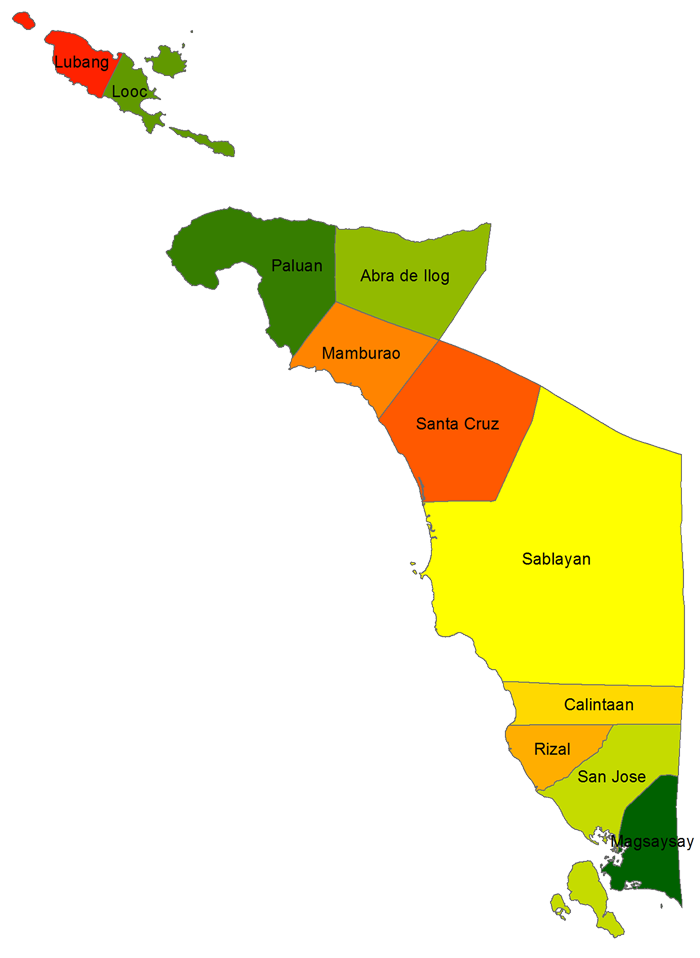 Lubang
Looc
Paluan
Abra de Ilog
Mamburao
Santa Cruz
Sablayan
Calintaan
Rizal
San Jose
Magsaysay